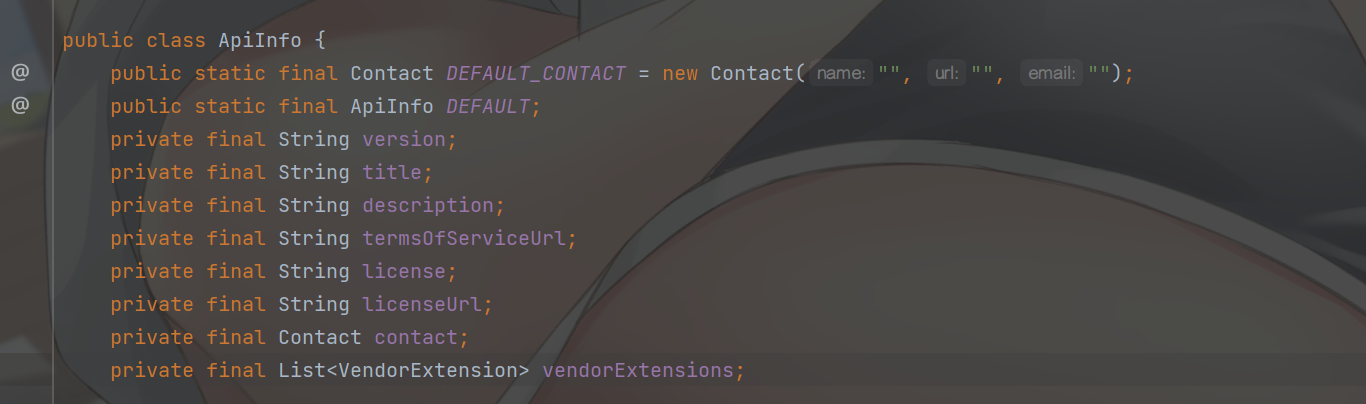 public class ApiInfo {
@ public static final Contact DEFAULT_CONTACT = new Contact( name: "", url: "", email: "");
@ public static final ApiInfo DEFAULT;
private final String version;
private final String title;
private final String description;
private final String termsOfServiceUrl;
private final String license;
private final String licenseUrl;
private final Contact contact;
private final List<VendorExtension> vendorExtensions;